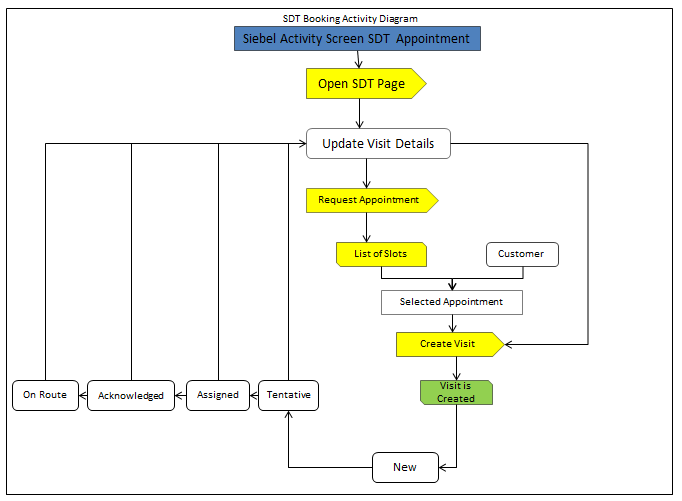 SDT Booking Activity Diagram
Siebel Activity Screen SDT Appointment
Open SDT Page
Update Visit Details
Request Appointment
List of Slots
Customer
Selected Appointment
Create Visit
Visit is
Created
On Route
Acknowledged
Assigned
Tentative
New